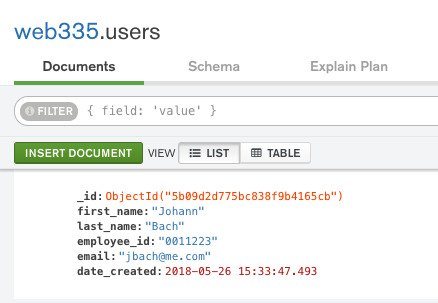 web335.users
Documents Schema Explain Plan
FILTER { field: 'value' }
INSERT DOCUMENT VIEW LIST TABLE
_id:ObjectId("5b09d2d775bc838f9b4165cb")
first_name:"Johann"
last_name:"Bach"
employee_id:"0011223"
email:"jbach@me.com"
date_created:2018-05-26 15:33:47.493